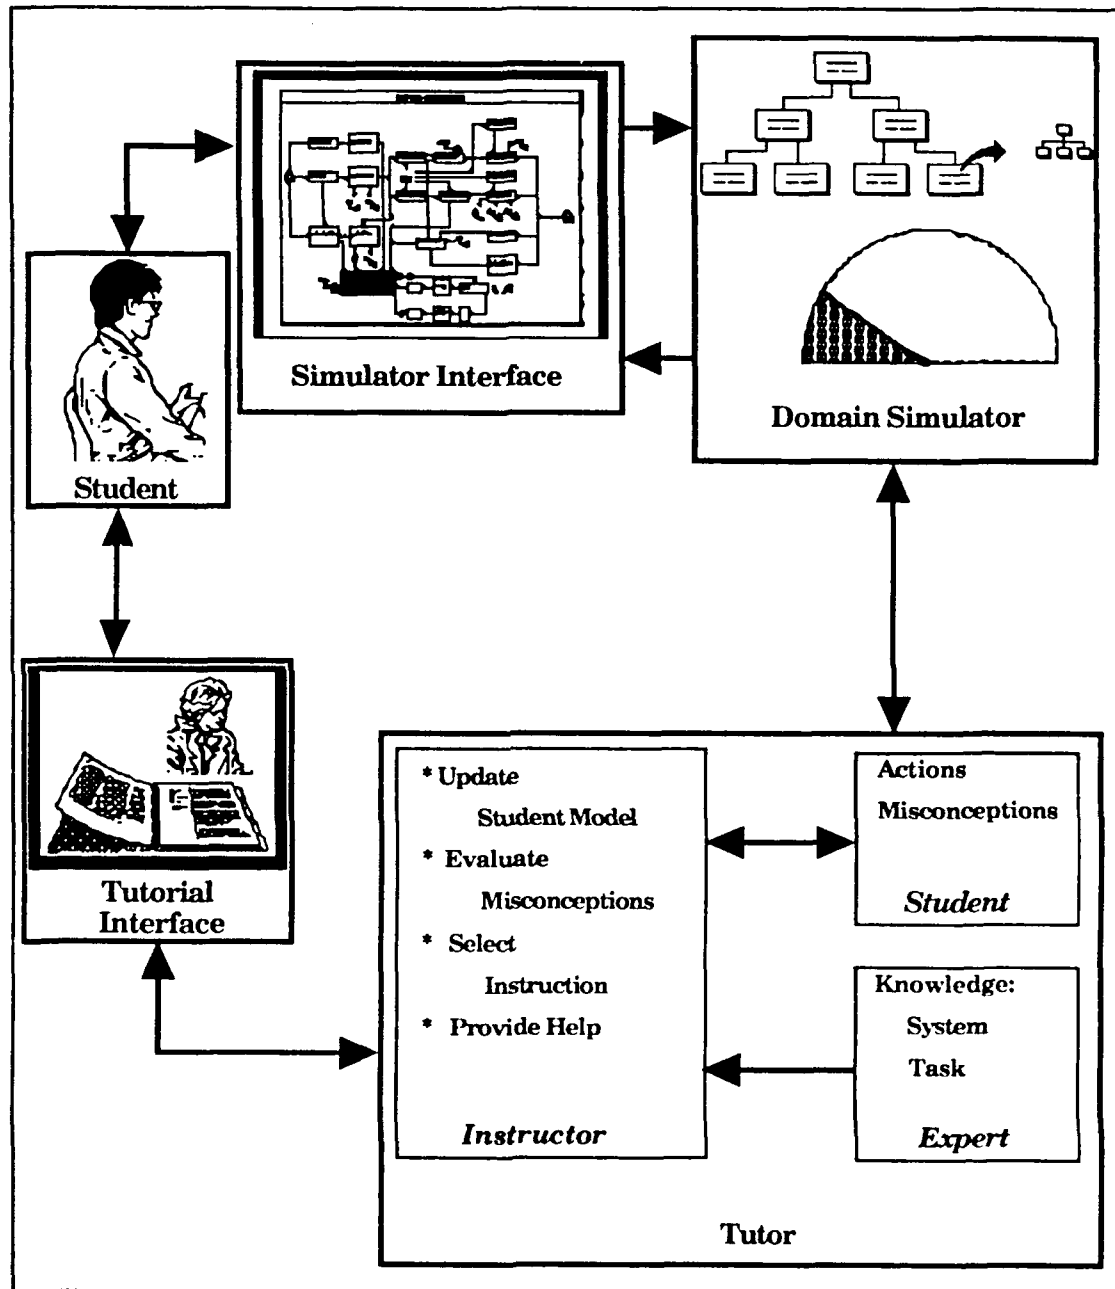 Simulator Interface
Domain Simulator
Student
Tutorial
Interface
* Update
Student Model
* Evaluate
Misconceptions
* Select
Instruction
* Provide Help
Instructor
Actions
Misconceptions
Student
Knowledge:
System
Task
Expert
Tutor